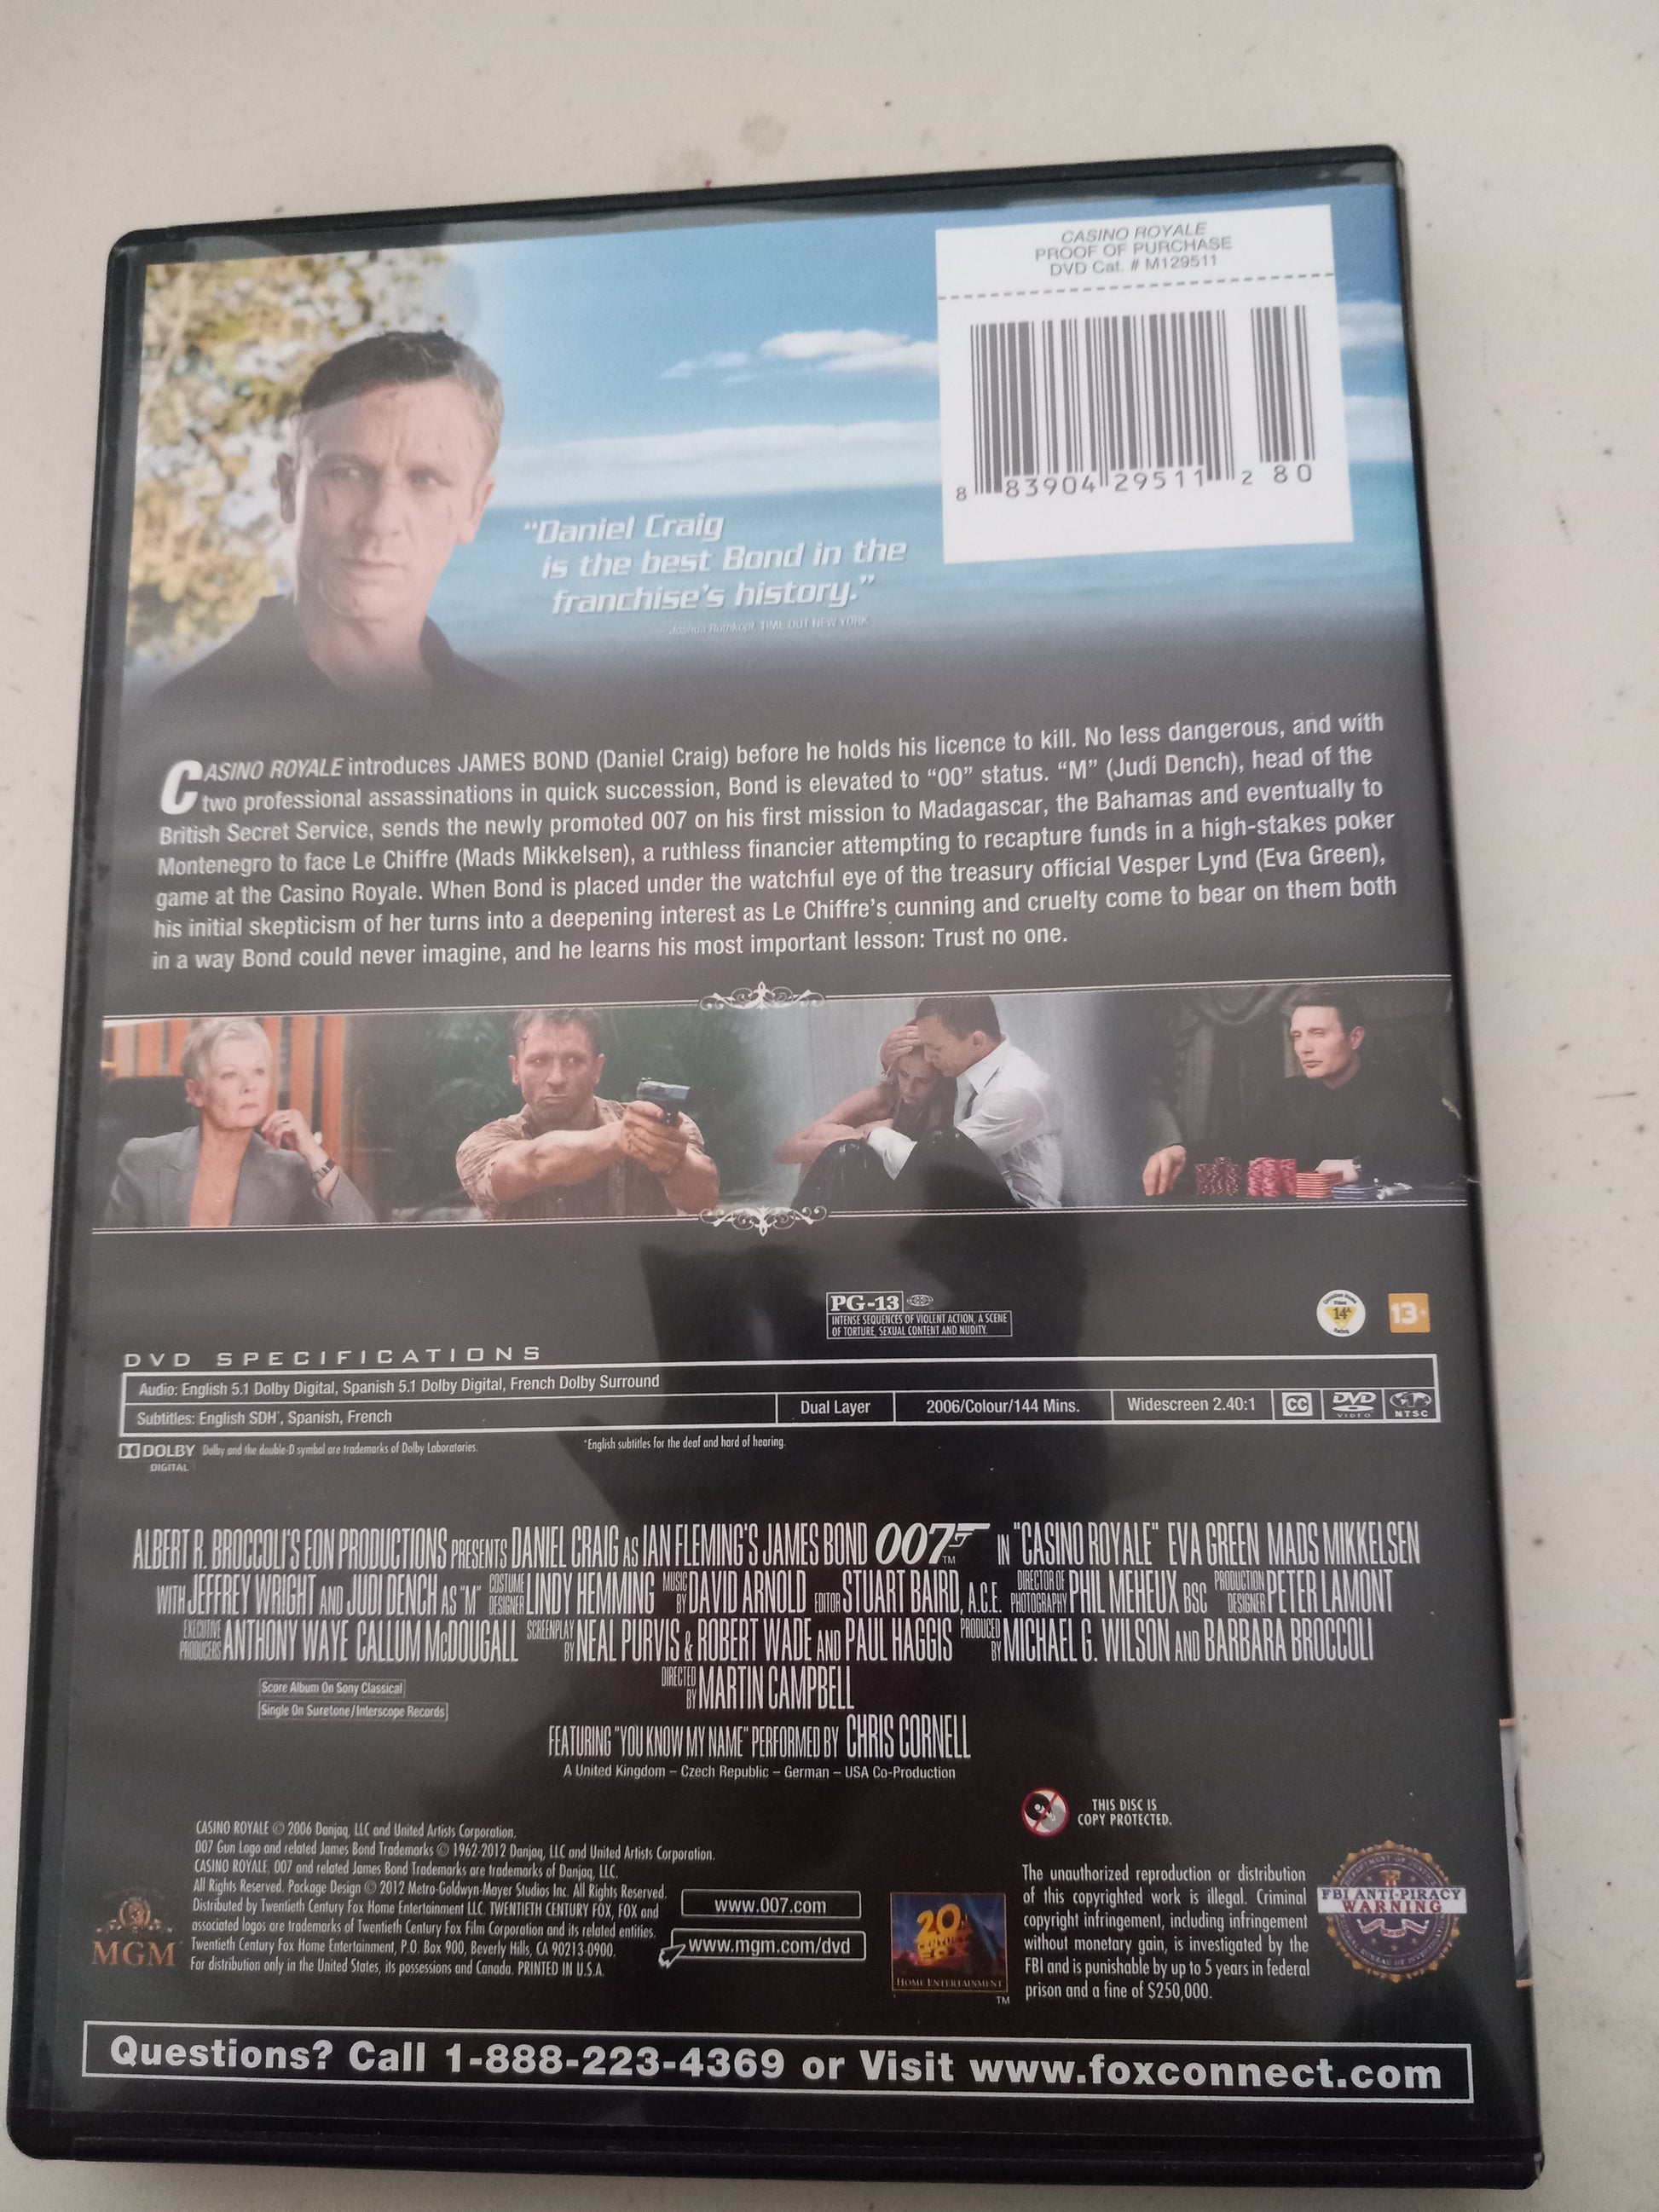 CASINO ROYALE
PROOF OF PURCHASE
DVD Cat. # M129511
8 83904 29511 2 80
“Daniel Craig
is the best Bond in the
franchise’s history.”
Joshua Rothkopf, TIME OUT NEW YORK
CASINO ROYALE introduces JAMES BOND (Daniel Craig) before he holds his licence to kill. No less dangerous, and with
two professional assassinations in quick succession, Bond is elevated to “00” status. “M” (Judi Dench), head of the
British Secret Service, sends the newly promoted 007 on his first mission to Madagascar, the Bahamas and eventually to
Montenegro to face Le Chiffre (Mads Mikkelsen), a ruthless financier attempting to recapture funds in a high-stakes poker
game at the Casino Royale. When Bond is placed under the watchful eye of the treasury official Vesper Lynd (Eva Green),
his initial skepticism of her turns into a deepening interest as Le Chiffre’s cunning and cruelty come to bear on them both
in a way Bond could never imagine, and he learns his most important lesson: Trust no one.
PG-13
INTENSE SEQUENCES OF VIOLENT ACTION, A SCENE
OF TORTURE, SEXUAL CONTENT AND NUDITY.
14A
13+
DVD SPECIFICATIONS
Audio: English 5.1 Dolby Digital, Spanish 5.1 Dolby Digital, French Dolby Surround
Subtitles: English SDH*, Spanish, French
Dual Layer
2006/Colour/144 Mins.
Widescreen 2.40:1
CC
DVD
VIDEO
NTSC
DOLBY
DIGITAL
Dolby and the double-D symbol are trademarks of Dolby Laboratories.
*English subtitles for the deaf and hard of hearing.
ALBERT R. BROCCOLI'S EON PRODUCTIONS PRESENTS DANIEL CRAIG AS IAN FLEMING'S JAMES BOND 007™ IN "CASINO ROYALE" EVA GREEN MADS MIKKELSEN
WITH JEFFREY WRIGHT AND JUDI DENCH AS "M" COSTUME DESIGNER LINDY HEMMING MUSIC BY DAVID ARNOLD EDITOR STUART BAIRD, A.C.E. DIRECTOR OF PHOTOGRAPHY PHIL MEHEUX BSC PRODUCTION DESIGNER PETER LAMONT
EXECUTIVE PRODUCERS ANTHONY WAYE CALLUM McDOUGALL SCREENPLAY BY NEAL PURVIS & ROBERT WADE AND PAUL HAGGIS PRODUCED BY MICHAEL G. WILSON AND BARBARA BROCCOLI
DIRECTED BY MARTIN CAMPBELL
Score Album On Sony Classical
Single On Suretone/Interscope Records
FEATURING "YOU KNOW MY NAME" PERFORMED BY CHRIS CORNELL
A United Kingdom – Czech Republic – German – USA Co-Production
THIS DISC IS
COPY PROTECTED.
CASINO ROYALE © 2006 Danjaq, LLC and United Artists Corporation.
007 Gun Logo and related James Bond Trademarks © 1962-2012 Danjaq, LLC and United Artists Corporation.
CASINO ROYALE, 007 and related James Bond Trademarks are trademarks of Danjaq, LLC.
All Rights Reserved. Package Design © 2012 Metro-Goldwyn-Mayer Studios Inc. All Rights Reserved.
Distributed by Twentieth Century Fox Home Entertainment LLC. TWENTIETH CENTURY FOX, FOX and
associated logos are trademarks of Twentieth Century Fox Film Corporation and its related entities.
Twentieth Century Fox Home Entertainment, P.O. Box 900, Beverly Hills, CA 90213-0900.
For distribution only in the United States, its possessions and Canada. PRINTED IN U.S.A.
MGM
www.007.com
www.mgm.com/dvd
20th
CENTURY
FOX
HOME ENTERTAINMENT
TM
The unauthorized reproduction or distribution
of this copyrighted work is illegal. Criminal
copyright infringement, including infringement
without monetary gain, is investigated by the
FBI and is punishable by up to 5 years in federal
prison and a fine of $250,000.
FBI ANTI-PIRACY
WARNING
Questions? Call 1-888-223-4369 or Visit www.foxconnect.com